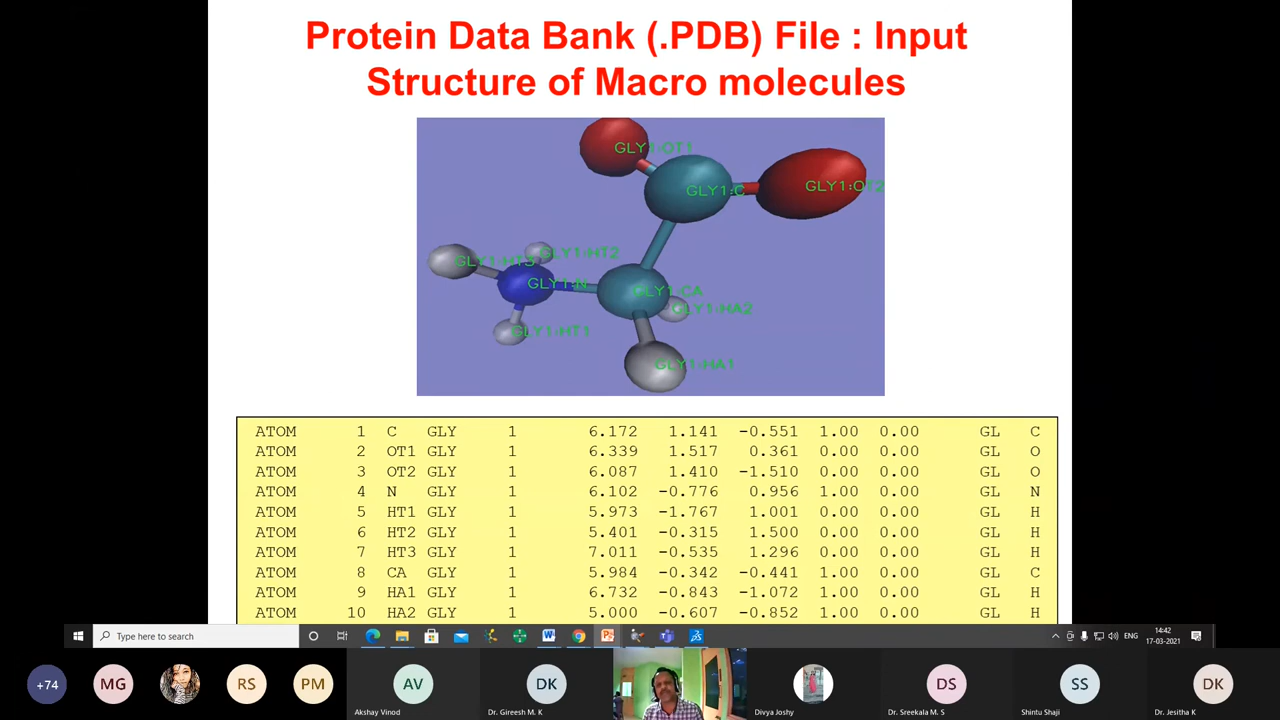 Protein Data Bank (.PDB) File : Input
Structure of Macro molecules
GLY1:OT1
GLY1:C
GLY1:OT2
GLY1:HT2
GLY1:HT3
GLY1:N
GLY1:CA
GLY1:HA2
GLY1:HT1
GLY1:HA1
ATOM 1 C GLY 1 6.172 1.141 -0.551 1.00 0.00 GL C
ATOM 2 OT1 GLY 1 6.339 1.517 0.361 0.00 0.00 GL O
ATOM 3 OT2 GLY 1 6.087 1.410 -1.510 0.00 0.00 GL O
ATOM 4 N GLY 1 6.102 -0.776 0.956 1.00 0.00 GL N
ATOM 5 HT1 GLY 1 5.973 -1.767 1.001 0.00 0.00 GL H
ATOM 6 HT2 GLY 1 5.401 -0.315 1.500 0.00 0.00 GL H
ATOM 7 HT3 GLY 1 7.011 -0.535 1.296 0.00 0.00 GL H
ATOM 8 CA GLY 1 5.984 -0.342 -0.441 1.00 0.00 GL C
ATOM 9 HA1 GLY 1 6.732 -0.843 -1.072 0.00 0.00 GL H
ATOM 10 HA2 GLY 1 5.000 -0.607 -0.852 0.00 0.00 GL H
Type here to search
ENG
14:42
17-03-2021
+74
MG
RS
PM
AV
DK
DS
SS
DK
Akshay Vinod
Dr. Gireesh M. K
Divya Joshy
Dr. Sreekala M. S
Shintu Shaji
Dr. Jesitha K